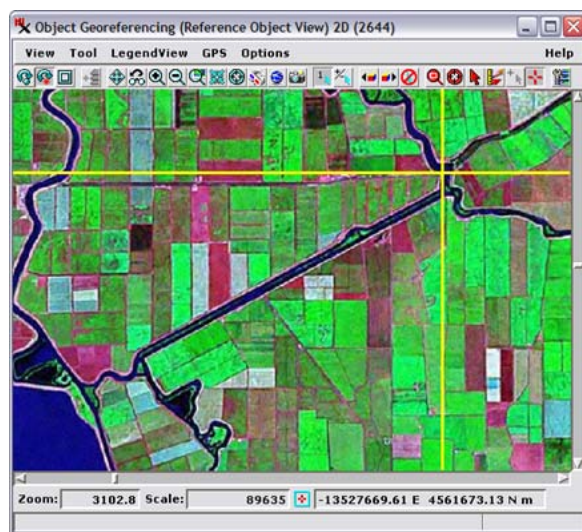 Object Georeferencing (Reference Object View) 2D (2644)
View Tool LegendView GPS Options Help
Zoom: 3102.8 Scale: 89635 -13527669.61 E 4561673.13 N m